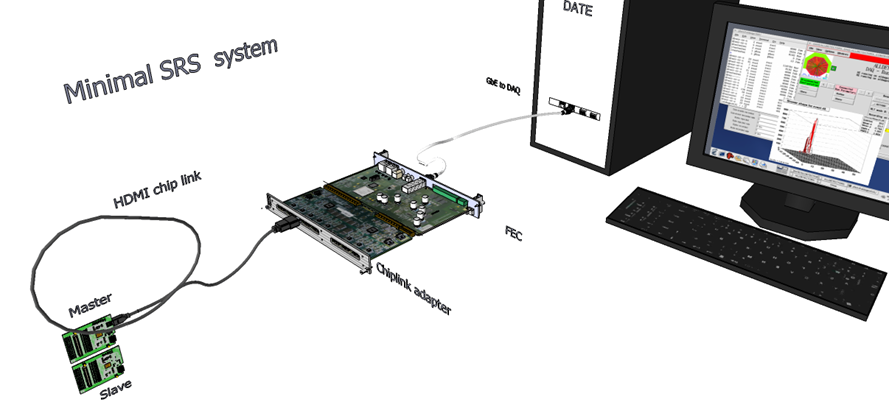 DATE
Minimal SRS system
GbE to DAQ
HDMI chip link
FEC
Chiplink adapter
Master
Slave